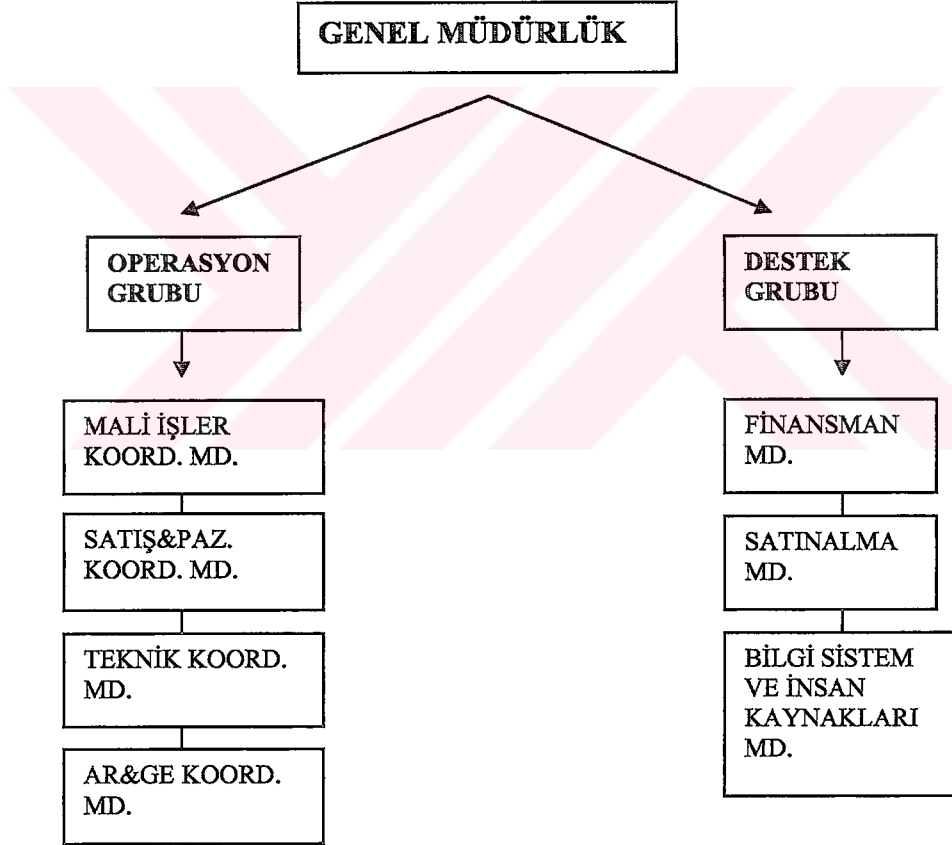 GENEL MÜDÜRLÜK
OPERASYON
GRUBU
MALİ İŞLER
KOORD. MD.
SATIŞ&PAZ.
KOORD. MD.
TEKNİK KOORD.
MD.
AR&GE KOORD.
MD.
DESTEK
GRUBU
FİNANSMAN
MD.
SATINALMA
MD.
BİLGİ SİSTEM
VE İNSAN
KAYNAKLARI
MD.